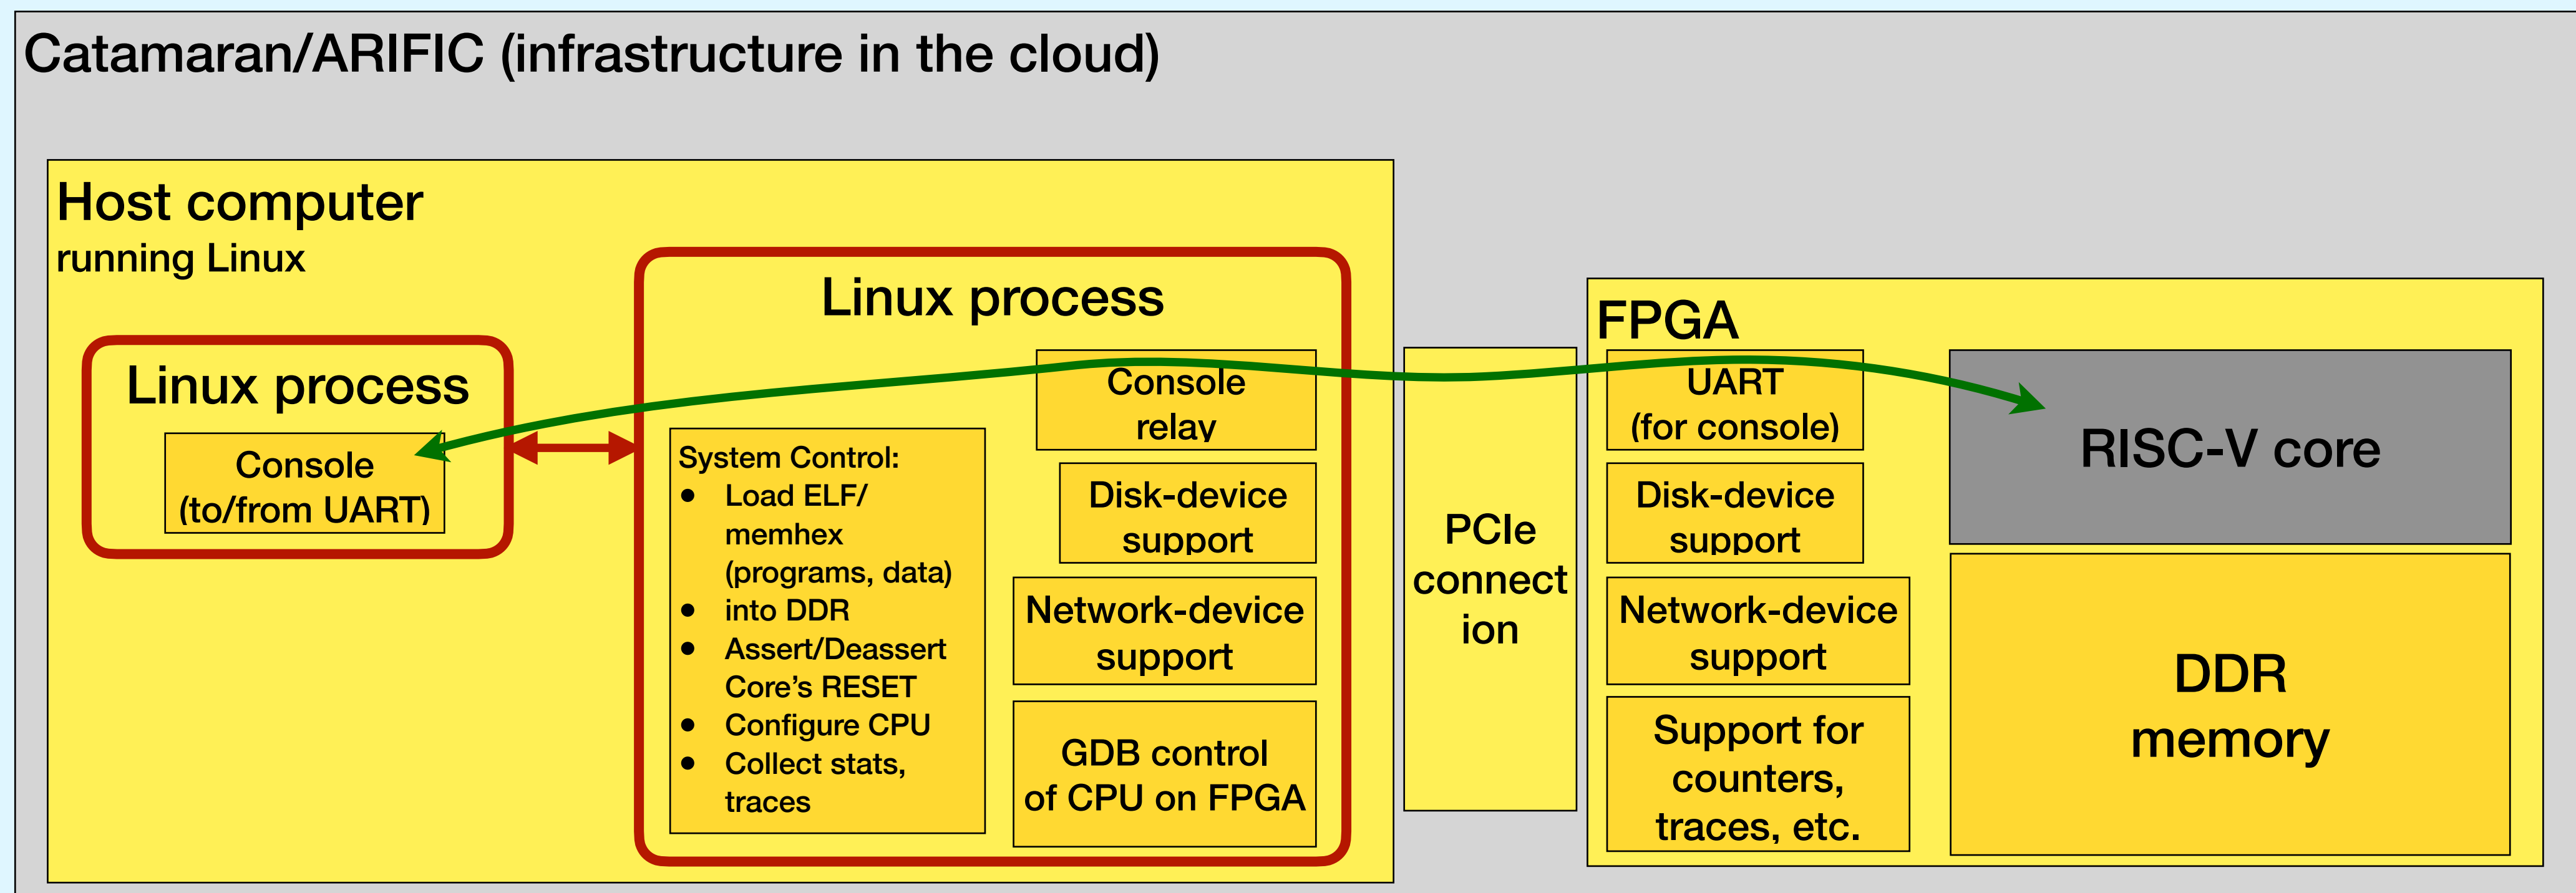 Catamaran/ARIFIC (infrastructure in the cloud)
Host computer
running Linux
Linux process
Console
(to/from UART)
Linux process
System Control:
● Load ELF/
memhex
(programs, data)
● into DDR
● Assert/Deassert
Core's RESET
● Configure CPU
● Collect stats,
traces
Console
relay
Disk-device
support
Network-device
support
GDB control
of CPU on FPGA
PCIe
connect
ion
FPGA
UART
(for console)
Disk-device
support
Network-device
support
Support for
counters,
traces, etc.
RISC-V core
DDR
memory